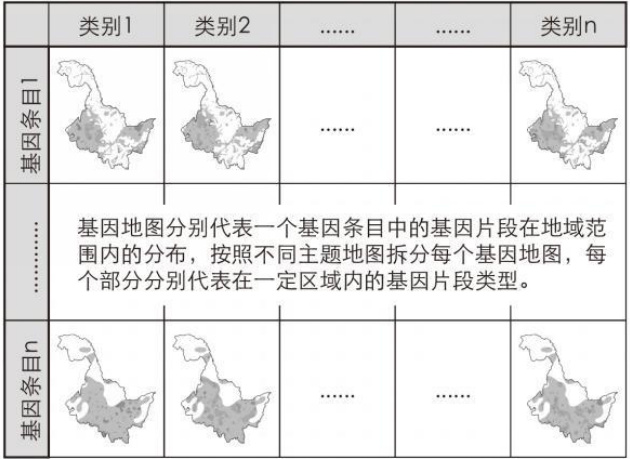 类别1 类别2 ...... ...... 类别n
基因条目1
...... ......
............
基因地图分别代表一个基因条目中的基因片段在地域范
围内的分布，按照不同主题地图拆分每个基因地图，每
个部分分别代表在一定区域内的基因片段类型。
基因条目n
...... ......